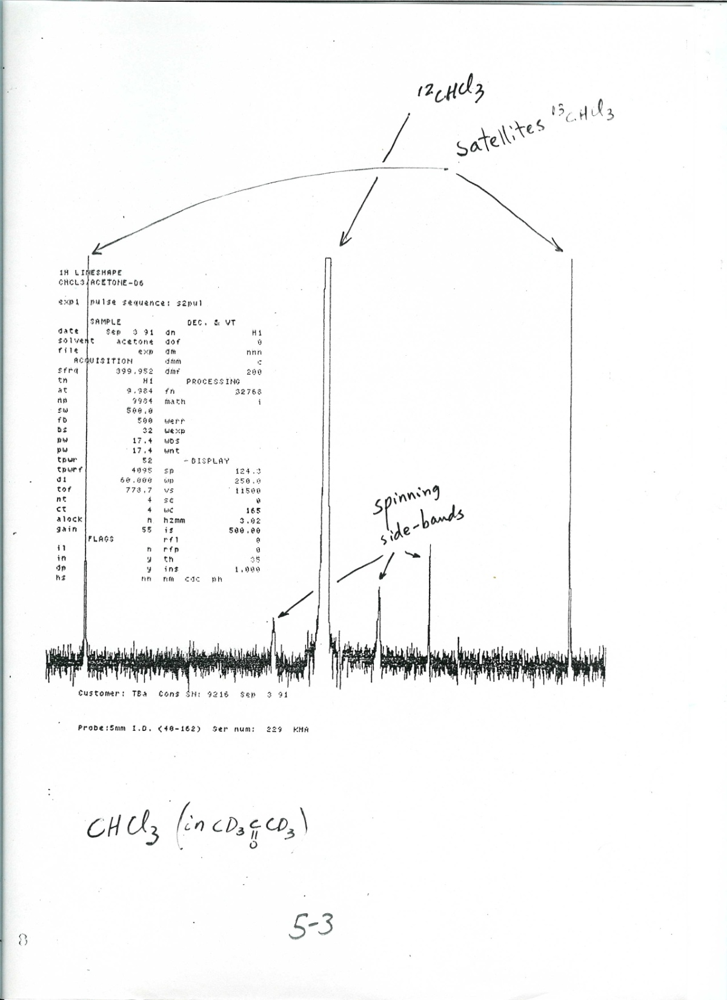 12CHCl3
satellites 13CHCl3
1H LINESHAPE
CHCL3/ACETONE-D6
exp1 pulse sequence: s2pul
SAMPLE DEC. & VT
date Sep 3 91 dn H1
solvent acetone dof 0
file exp dm nnn
ACQUISITION dmm c
sfrq 399.952 dmf 200
tn H1 PROCESSING
at 9.984 fn 32768
np 9984 math i
sw 500.0
fb 500 werr
bs 32 wexp
pw 17.4 wbs
pw 17.4 wnt
tpwr 52 -DISPLAY
tpwrf 4095 sp 124.3
d1 60.000 wp 250.0
tof 773.7 vs 11500
nt 4 sc 0
ct 4 wc 165
alock n hzmm 3.02
gain 55 is 500.00
FLAGS rfl 0
il n rfp 0
in y th 35
dp y ins 1.000
hs nn nm cdc ph
spinning
side-bands
Customer: TBa Cons SN: 9216 Sep 3 91
Probe:5mm I.D. (40-162) Ser num: 229 KHA
CHCl3 (in CD3CCD3)
O
5-3
8